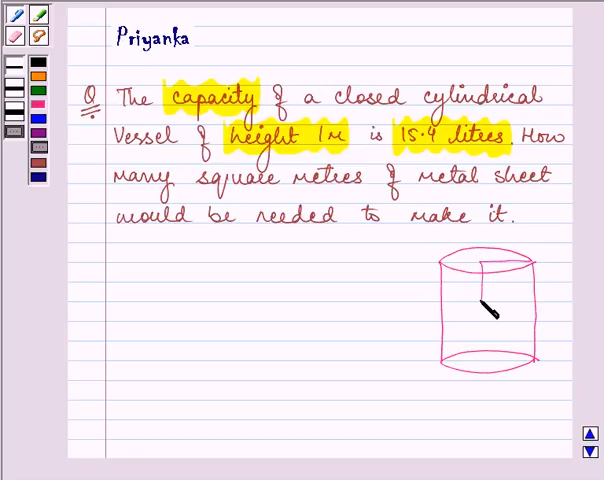 Priyanka
Q The capacity of a closed cylindrical
Vessel of height 1m is 15.4 litres. How
many square metres of metal sheet
would be needed to make it.